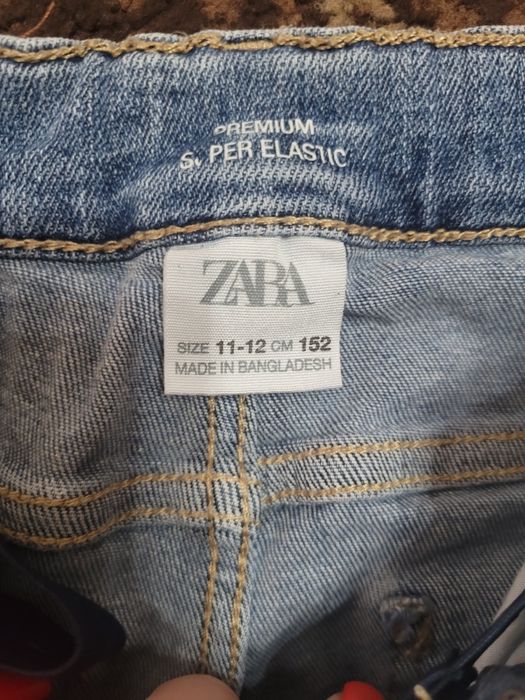 PREMIUM
SUPER ELASTIC
ZARA
SIZE 11-12 CM 152
MADE IN BANGLADESH